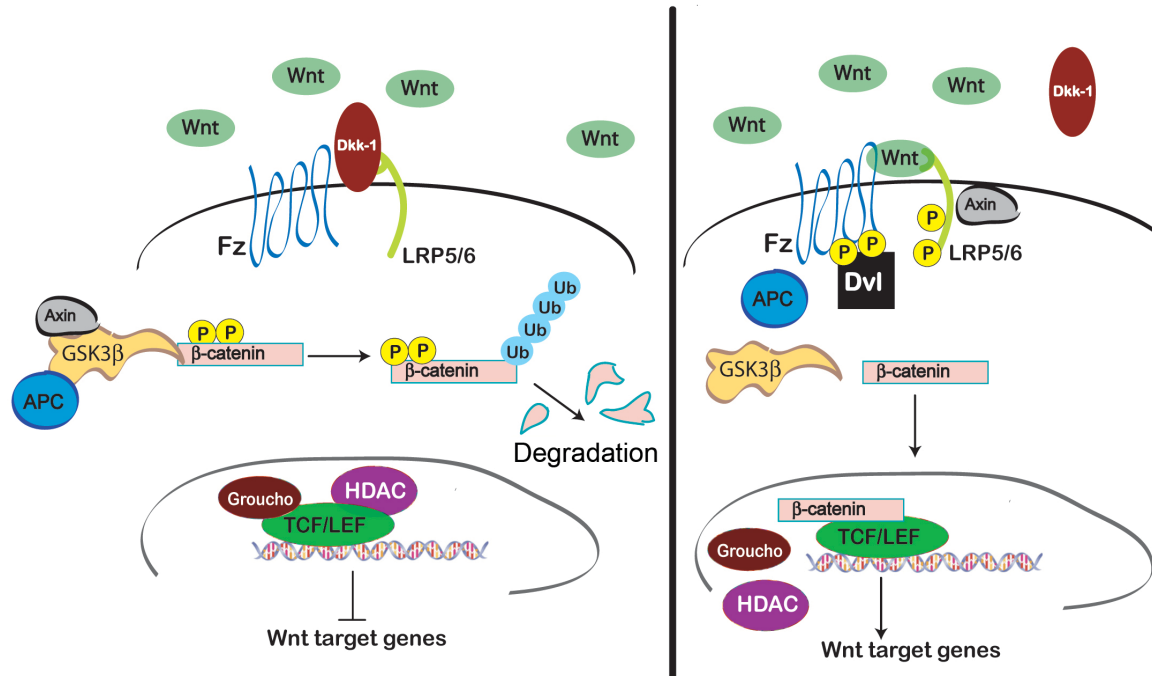 Wnt
Wnt
Wnt
Wnt
Dkk-1
Fz
LRP5/6
Axin
GSK3β
APC
P
P
β-catenin
P
P
β-catenin
Ub
Ub
Ub
Ub
Degradation
Groucho
HDAC
TCF/LEF
Wnt target genes
Wnt
Wnt
Wnt
Dkk-1
Wnt
Axin
P
P
LRP5/6
Fz
P
P
Dvl
APC
GSK3β
β-catenin
β-catenin
TCF/LEF
Groucho
HDAC
Wnt target genes